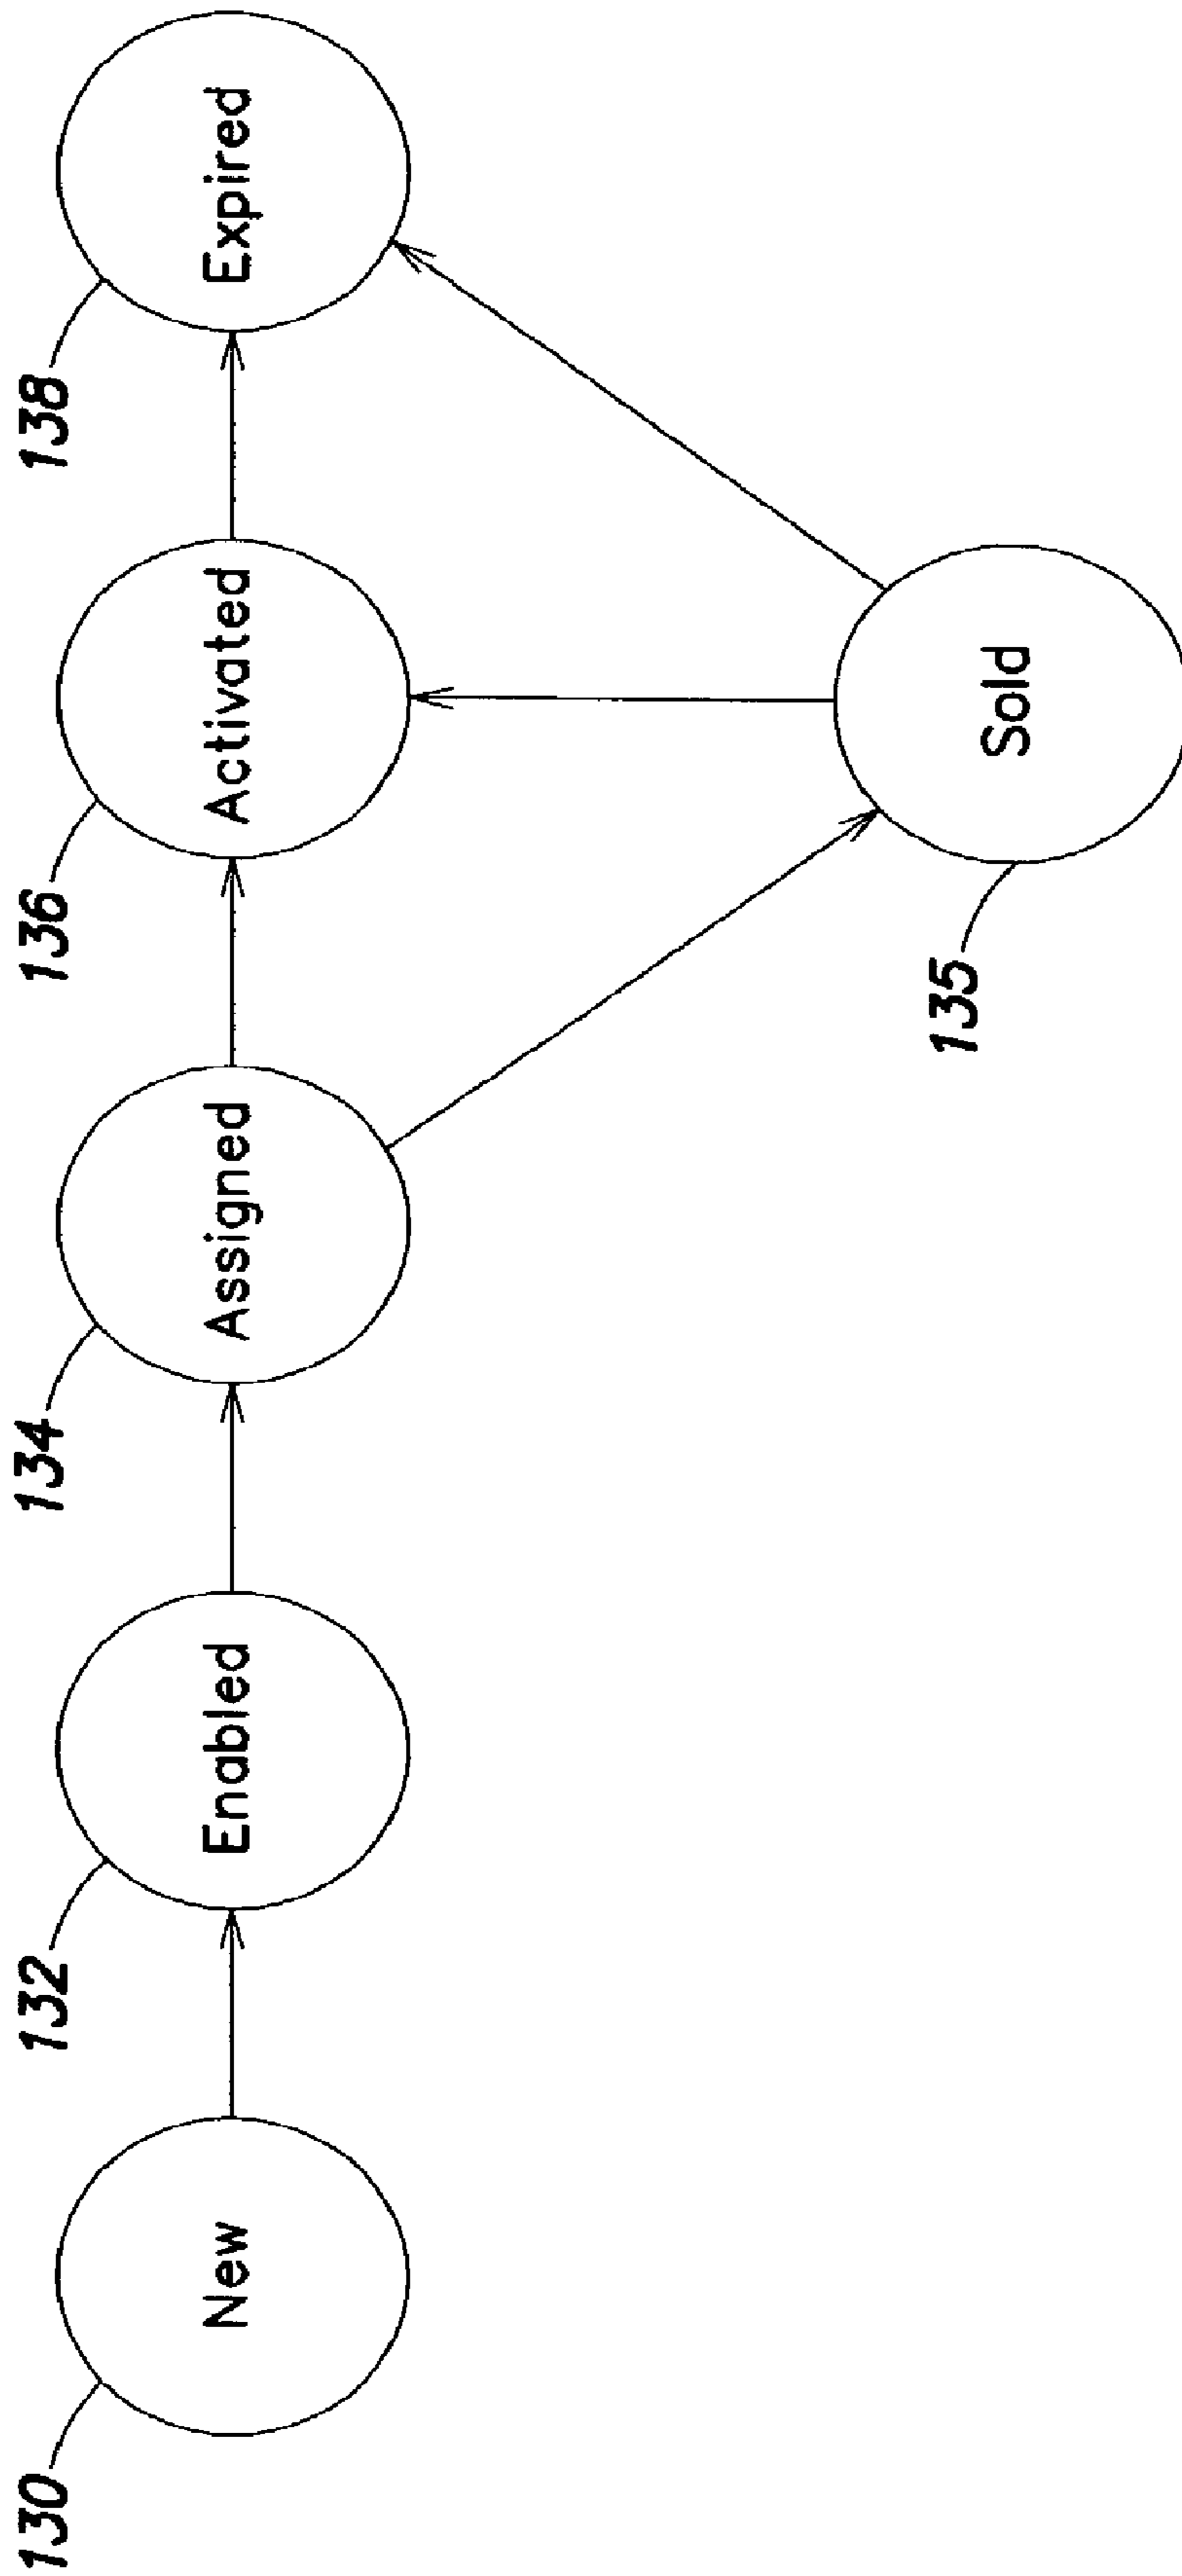 130
132
134
136
138
New
Enabled
Assigned
Activated
Expired
135
Sold